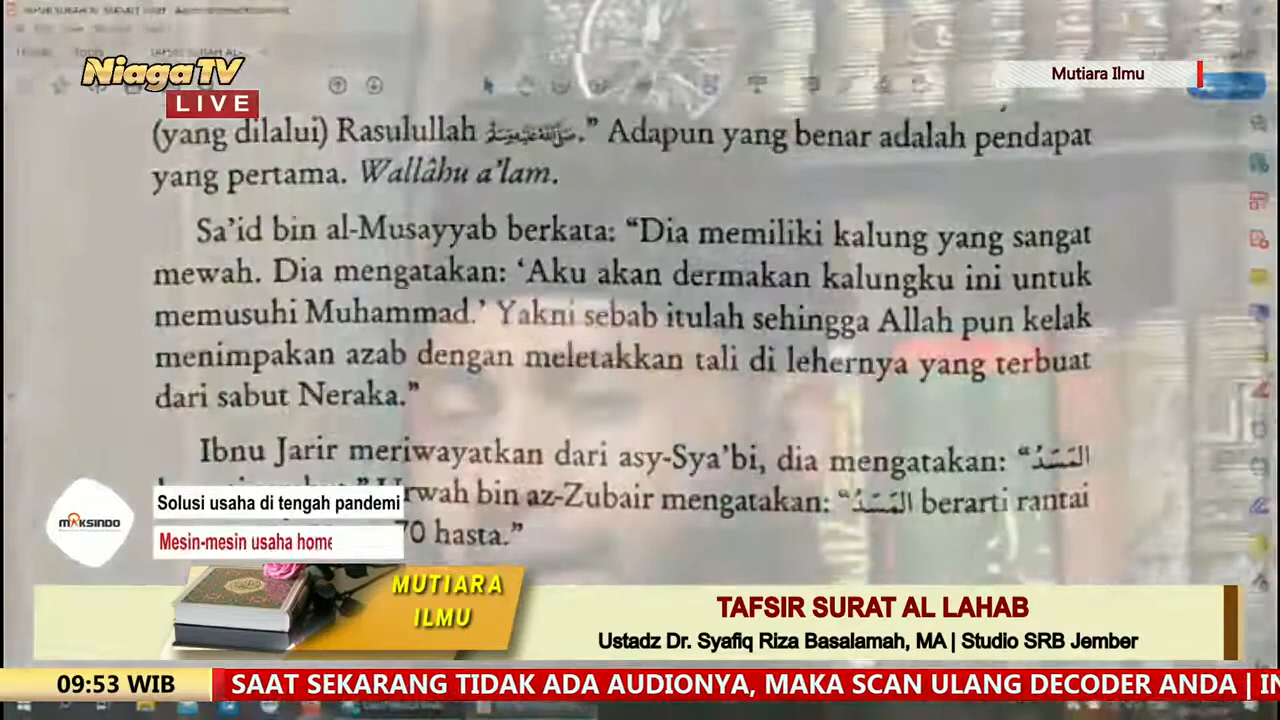 NiagaTV
LIVE
Mutiara Ilmu
(yang dilalui) Rasulullah ﷺ.” Adapun yang benar adalah pendapat
yang pertama. Wallâhu a’lam.
Sa’id bin al-Musayyab berkata: “Dia memiliki kalung yang sangat
mewah. Dia mengatakan: ‘Aku akan dermakan kalungku ini untuk
memusuhi Muhammad.’ Yakni sebab itulah sehingga Allah pun kelak
menimpakan azab dengan meletakkan tali di lehernya yang terbuat
dari sabut Neraka.”
Ibnu Jarir meriwayatkan dari asy-Sya’bi, dia mengatakan: “الْمَسَدُ
Urwah bin az-Zubair mengatakan: “الْمَسَدُ berarti rantai
70 hasta.”
MAKSINDO
Solusi usaha di tengah pandemi
Mesin-mesin usaha home
MUTIARA
ILMU
TAFSIR SURAT AL LAHAB
Ustadz Dr. Syafiq Riza Basalamah, MA | Studio SRB Jember
09:53 WIB
SAAT SEKARANG TIDAK ADA AUDIONYA, MAKA SCAN ULANG DECODER ANDA | IN